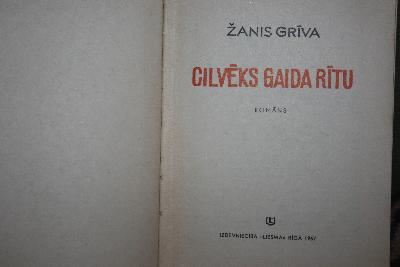 ŽANIS GRĪVA
CILVĒKS GAIDA RĪTU
ROMĀNS
IZDEVNIECĪBA «LIESMA» RĪGA 1967